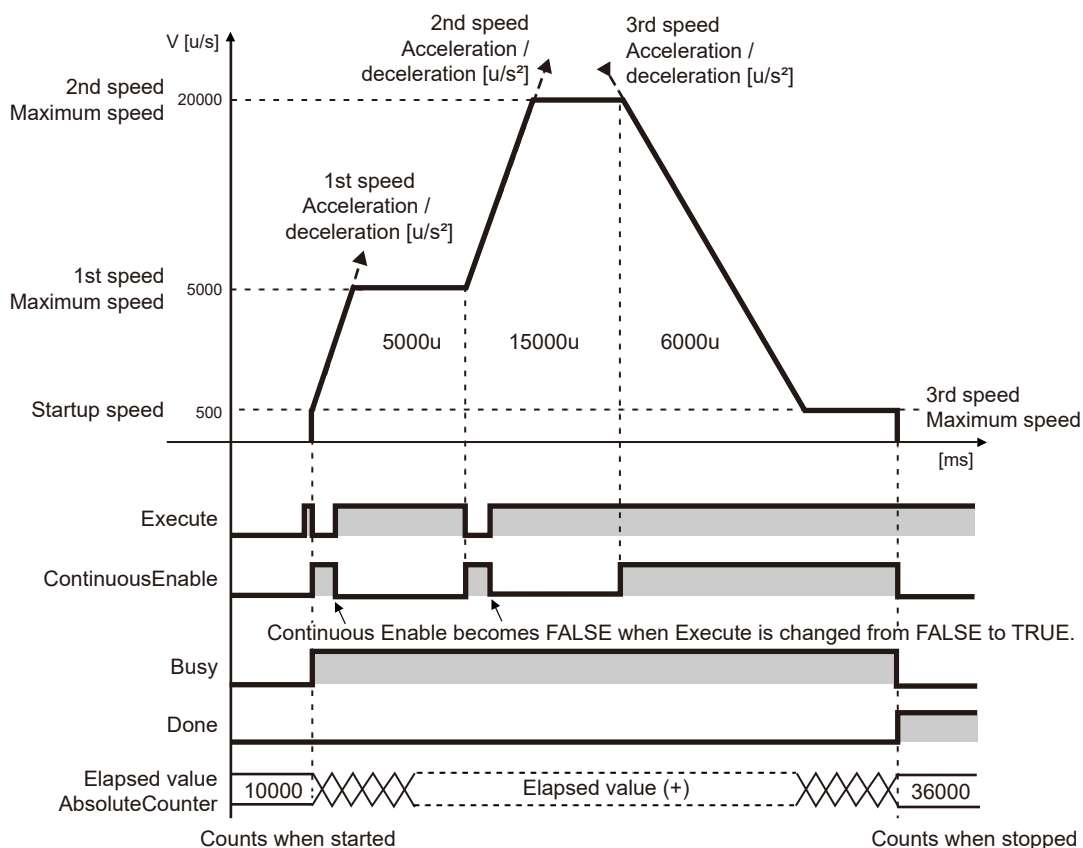 V [u/s]
2nd speed
Maximum speed
20000
2nd speed
Acceleration /
deceleration [u/s²]
3rd speed
Acceleration /
deceleration [u/s²]
1st speed
Acceleration /
deceleration [u/s²]
1st speed
Maximum speed
5000
5000u
15000u
6000u
Startup speed
500
3rd speed
Maximum speed
[ms]
Execute
ContinuousEnable
Continuous Enable becomes FALSE when Execute is changed from FALSE to TRUE.
Busy
Done
Elapsed value
AbsoluteCounter
10000
Elapsed value (+)
36000
Counts when started
Counts when stopped